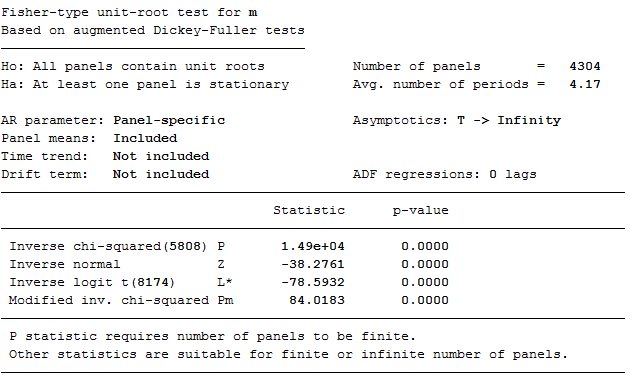 Fisher-type unit-root test for m
Based on augmented Dickey-Fuller tests
Ho: All panels contain unit roots Number of panels = 4304
Ha: At least one panel is stationary Avg. number of periods = 4.17
AR parameter: Panel-specific Asymptotics: T -> Infinity
Panel means: Included
Time trend: Not included
Drift term: Not included ADF regressions: 0 lags
Statistic p-value
Inverse chi-squared(5808) P 1.49e+04 0.0000
Inverse normal Z -38.2761 0.0000
Inverse logit t(8174) L* -78.5932 0.0000
Modified inv. chi-squared Pm 84.0183 0.0000
P statistic requires number of panels to be finite.
Other statistics are suitable for finite or infinite number of panels.